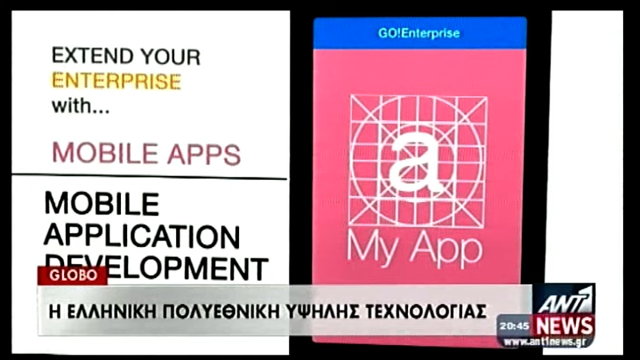 EXTEND YOUR
ENTERPRISE
with...
MOBILE APPS
MOBILE
APPLICATION
DEVELOPMENT
GO!Enterprise
a
My App
GLOBO
Η ΕΛΛΗΝΙΚΗ ΠΟΛΥΕΘΝΙΚΗ ΥΨΗΛΗΣ ΤΕΧΝΟΛΟΓΙΑΣ
ANT1
20:45 NEWS
www.ant1news.gr